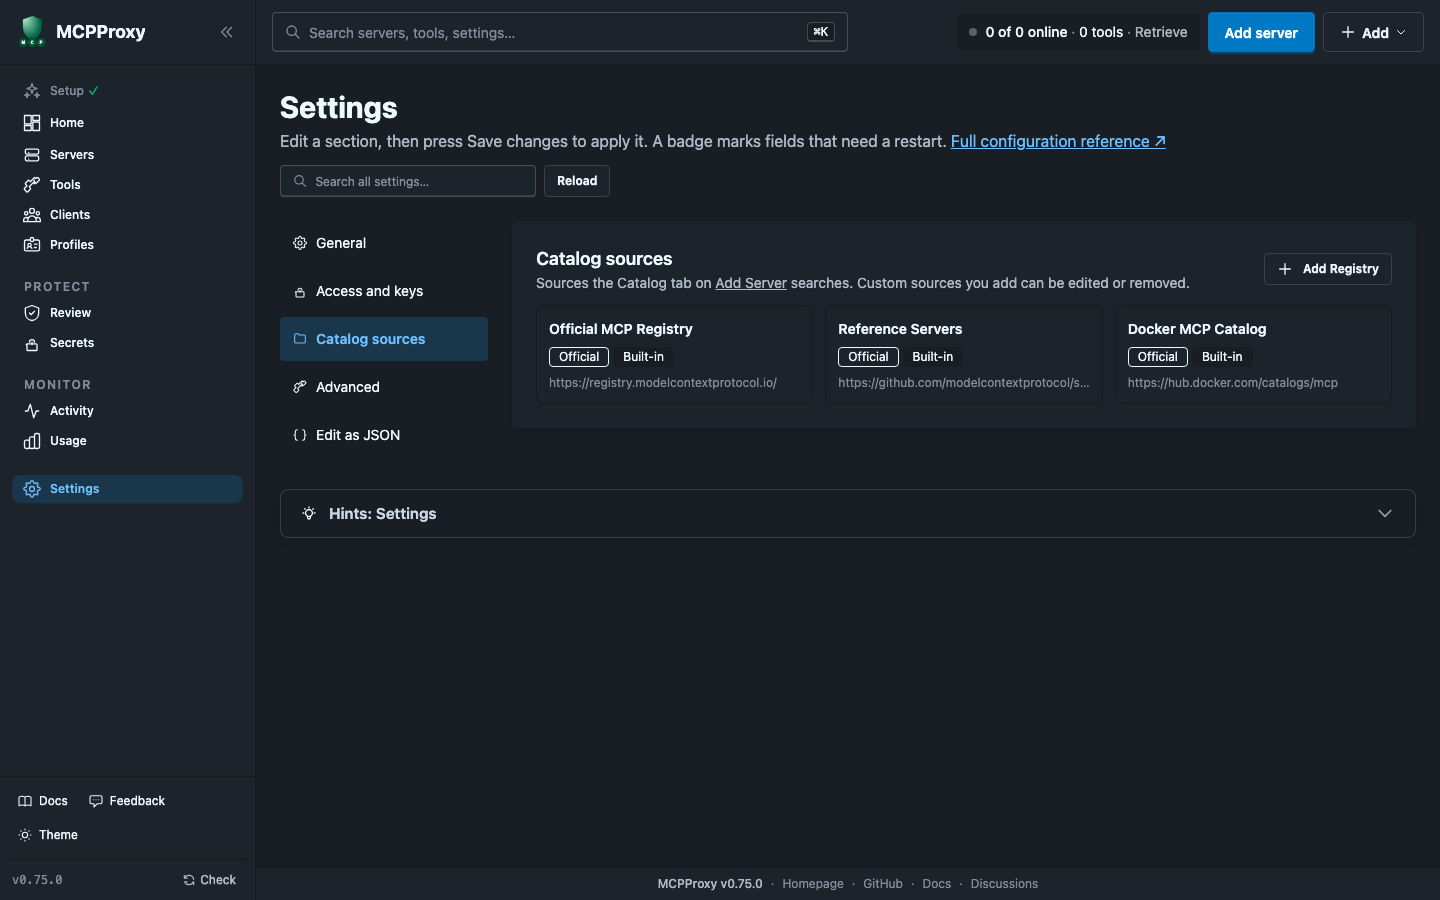 MCP
MCPProxy
Search servers, tools, settings...
⌘K
0 of 0 online · 0 tools · Retrieve
Add server
Add
Setup
Home
Servers
Tools
Clients
Profiles
PROTECT
Review
Secrets
MONITOR
Activity
Usage
Settings
Docs
Feedback
Theme
v0.75.0
Check
Settings
Edit a section, then press Save changes to apply it. A badge marks fields that need a restart. Full configuration reference ↗
Search all settings...
Reload
General
Access and keys
Catalog sources
Advanced
Edit as JSON
Catalog sources
Sources the Catalog tab on Add Server searches. Custom sources you add can be edited or removed.
Add Registry
Official MCP Registry
Official Built-in
https://registry.modelcontextprotocol.io/
Reference Servers
Official Built-in
https://github.com/modelcontextprotocol/s...
Docker MCP Catalog
Official Built-in
https://hub.docker.com/catalogs/mcp
Hints: Settings
MCPProxy v0.75.0 · Homepage · GitHub · Docs · Discussions